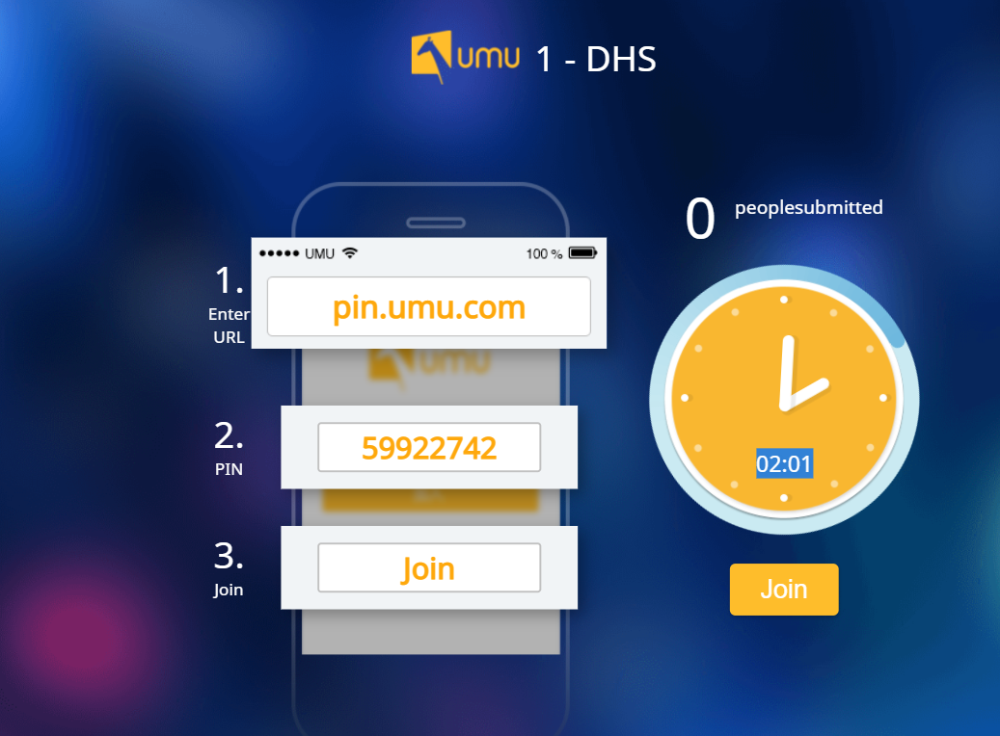 umu 1 - DHS
0 peoplesubmitted
UMU 100 %
1.
Enter
URL
pin.umu.com
umu
2.
PIN
59922742
3.
Join
Join
02:01
Join